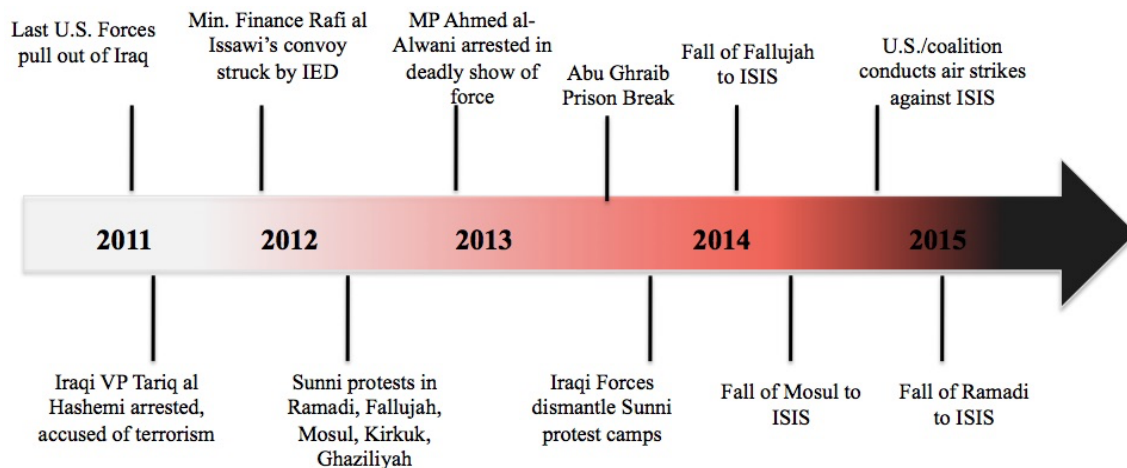 Last U.S. Forces
pull out of Iraq
Min. Finance Rafi al
Issawi’s convoy
struck by IED
MP Ahmed al-
Alwani arrested in
deadly show of
force
Abu Ghraib
Prison Break
Fall of Fallujah
to ISIS
U.S./coalition
conducts air strikes
against ISIS
2011
2012
2013
2014
2015
Iraqi VP Tariq al
Hashemi arrested,
accused of terrorism
Sunni protests in
Ramadi, Fallujah,
Mosul, Kirkuk,
Ghaziliyah
Iraqi Forces
dismantle Sunni
protest camps
Fall of Mosul to
ISIS
Fall of Ramadi
to ISIS